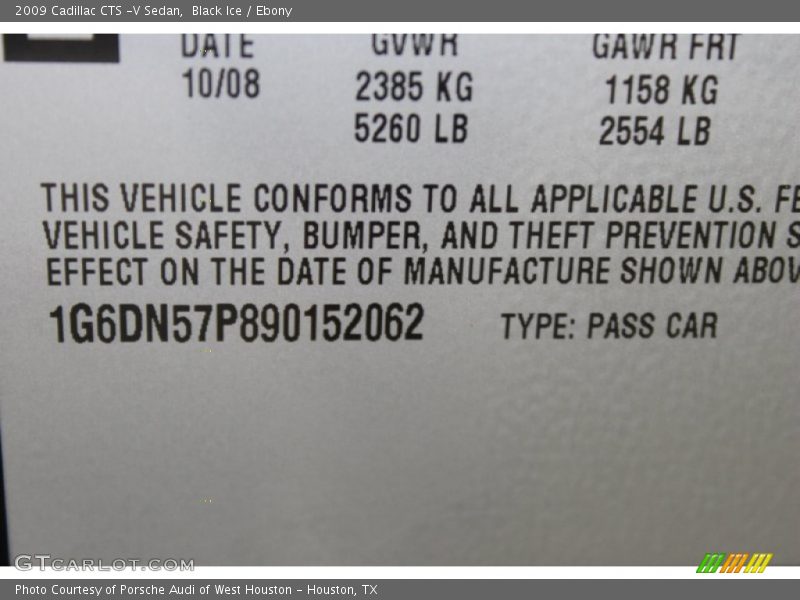 2009 Cadillac CTS -V Sedan, Black Ice / Ebony
DATE GVWR GAWR FRT
10/08 2385 KG 1158 KG
5260 LB 2554 LB
THIS VEHICLE CONFORMS TO ALL APPLICABLE U.S. FE
VEHICLE SAFETY, BUMPER, AND THEFT PREVENTION S
EFFECT ON THE DATE OF MANUFACTURE SHOWN ABOV
1G6DN57P890152062 TYPE: PASS CAR
GTCARLOT.COM
Photo Courtesy of Porsche Audi of West Houston - Houston, TX